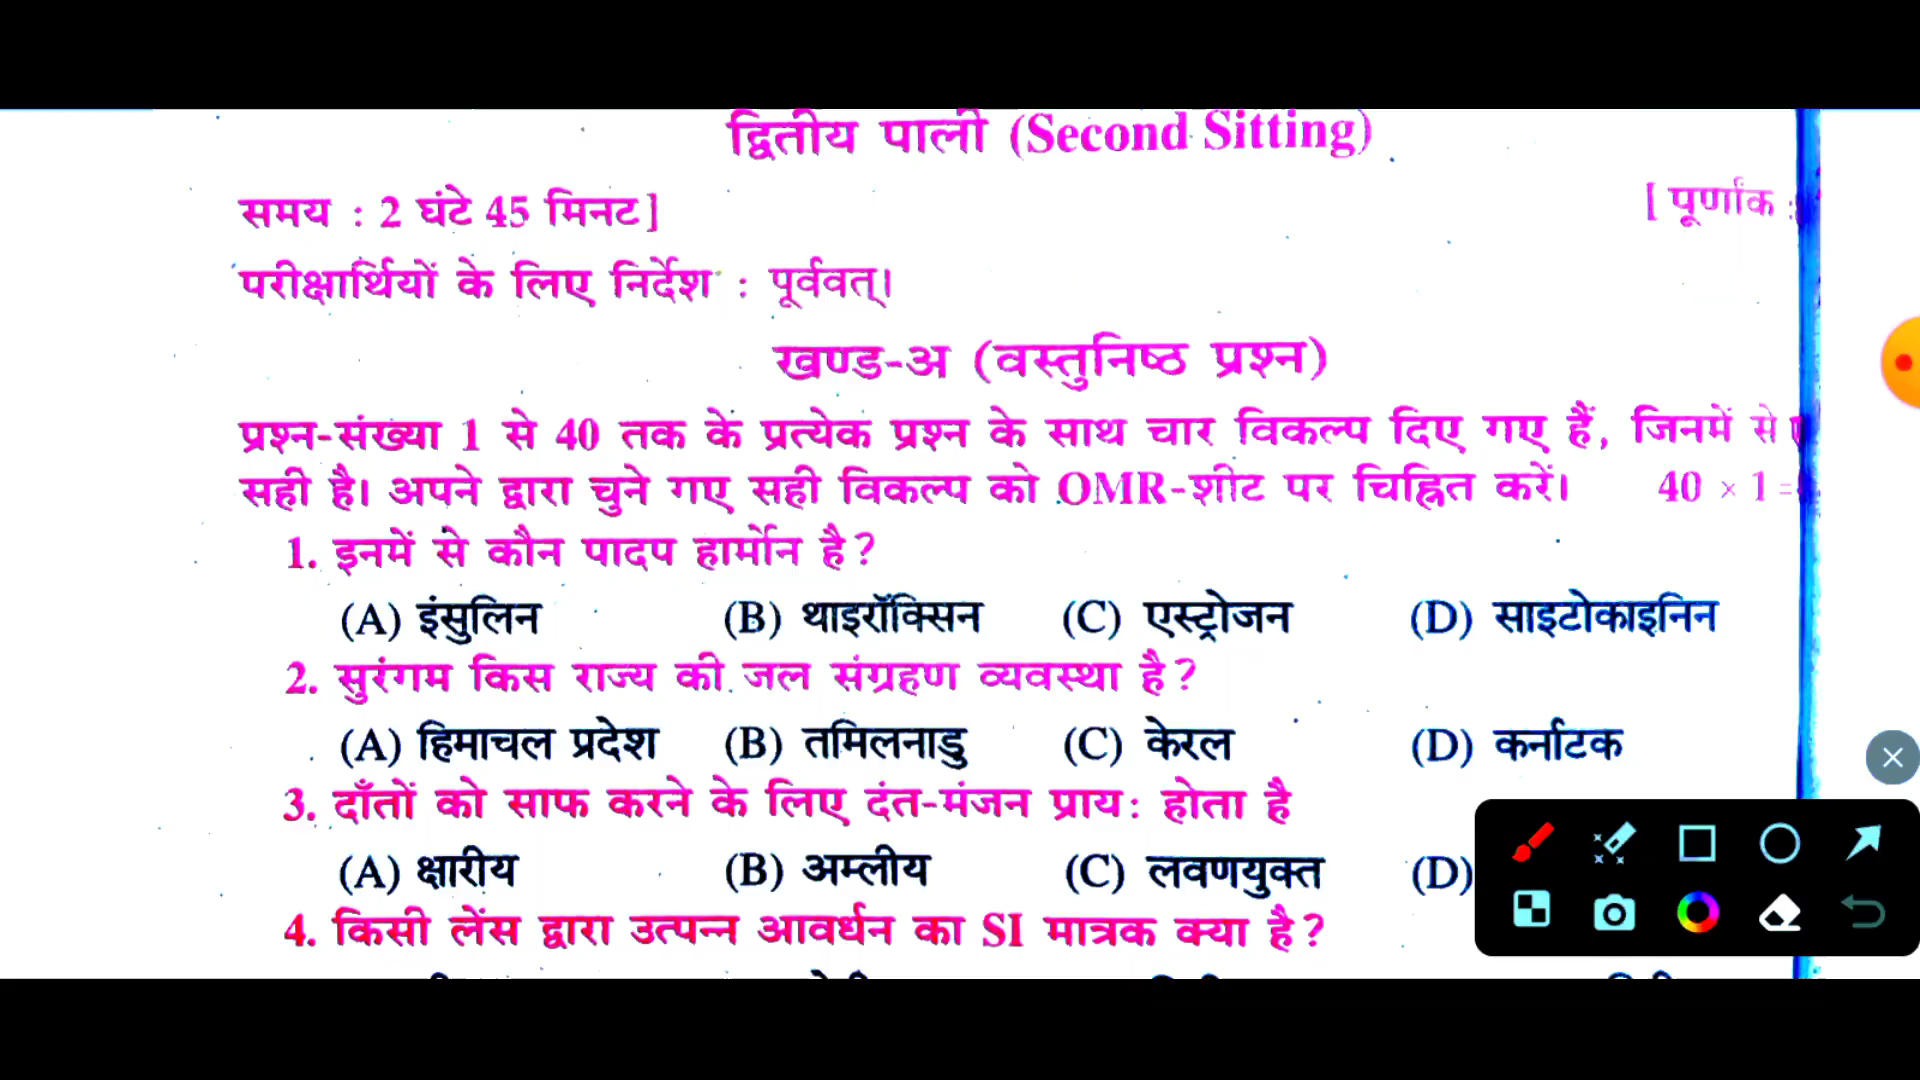 द्वितीय पाली (Second Sitting)
समय : 2 घंटे 45 मिनट] [ पूर्णांक :
परीक्षार्थियों के लिए निर्देश : पूर्ववत्।
खण्ड-अ (वस्तुनिष्ठ प्रश्न)
प्रश्न-संख्या 1 से 40 तक के प्रत्येक प्रश्न के साथ चार विकल्प दिए गए हैं, जिनमें से
सही है। अपने द्वारा चुने गए सही विकल्प को OMR-शीट पर चिह्नित करें। 40 × 1 =
1. इनमें से कौन पादप हार्मोन है?
(A) इंसुलिन (B) थाइरॉक्सिन (C) एस्ट्रोजन (D) साइटोकाइनिन
2. सुरंगम किस राज्य की जल संग्रहण व्यवस्था है?
(A) हिमाचल प्रदेश (B) तमिलनाडु (C) केरल (D) कर्नाटक
3. दाँतों को साफ करने के लिए दंत-मंजन प्राय: होता है
(A) क्षारीय (B) अम्लीय (C) लवणयुक्त (D)
4. किसी लेंस द्वारा उत्पन्न आवर्धन का SI मात्रक क्या है?